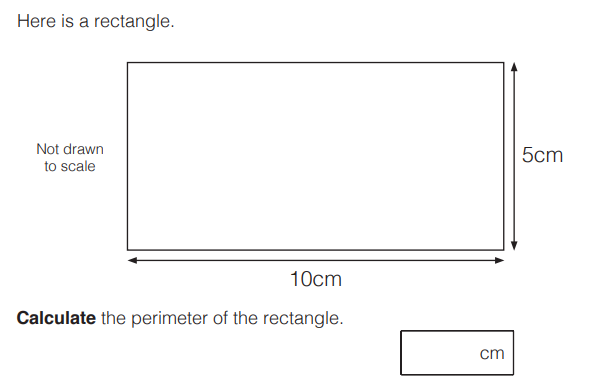 Here is a rectangle.
Not drawn
to scale
5cm
10cm
Calculate the perimeter of the rectangle.
cm